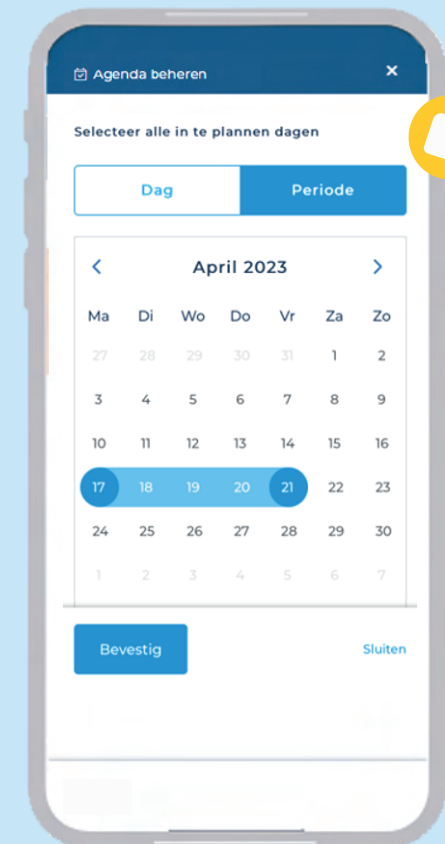 Agenda beheren ×
Selecteer alle in te plannen dagen
Dag Periode
< April 2023 >
Ma Di Wo Do Vr Za Zo
27 28 29 30 31 1 2
3 4 5 6 7 8 9
10 11 12 13 14 15 16
17 18 19 20 21 22 23
24 25 26 27 28 29 30
1 2 3 4 5 6 7
Bevestig Sluiten